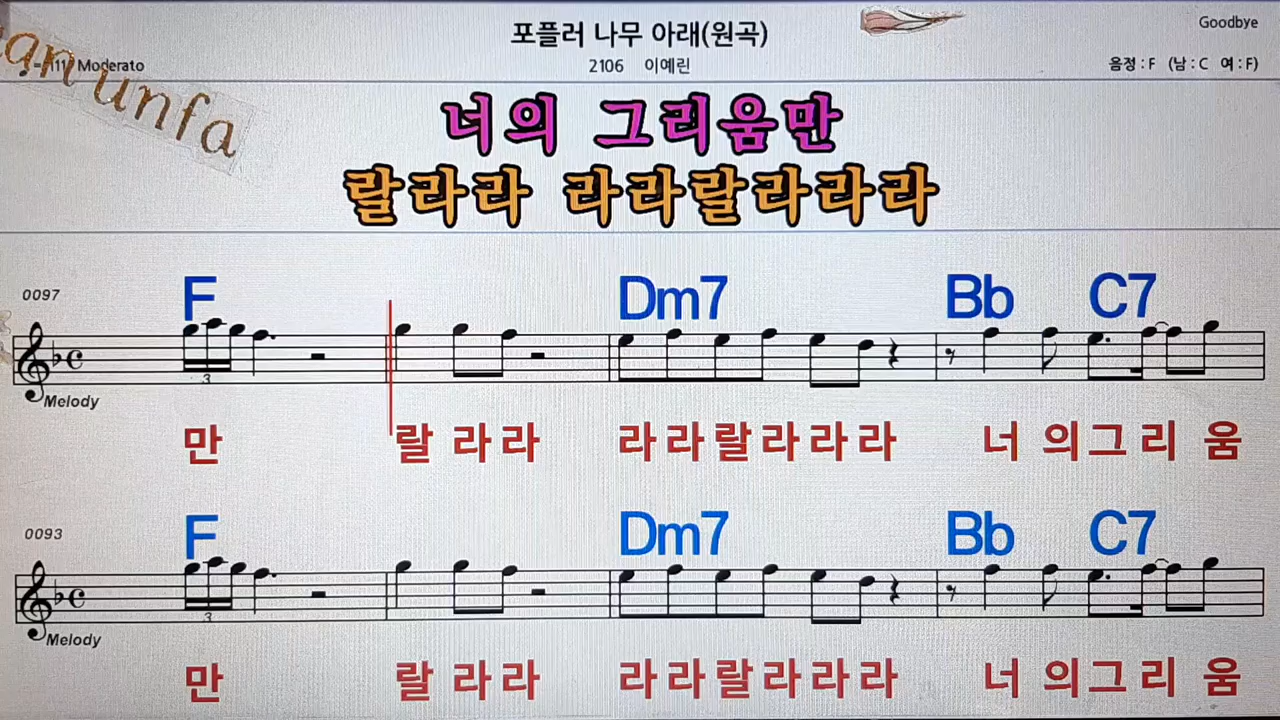 포플러 나무 아래(원곡)
Goodbye
Moderato
2106 이예린
음정 : F (남 : C 여 : F)
unfa
너의 그리움만
랄라라 라라랄라라라
0097
F Dm7 Bb C7
3
Melody
만 랄 라라 라라랄라라라 너 의그리 움
0093
F Dm7 Bb C7
3
Melody
만 랄 라라 라라랄라라라 너 의그리 움